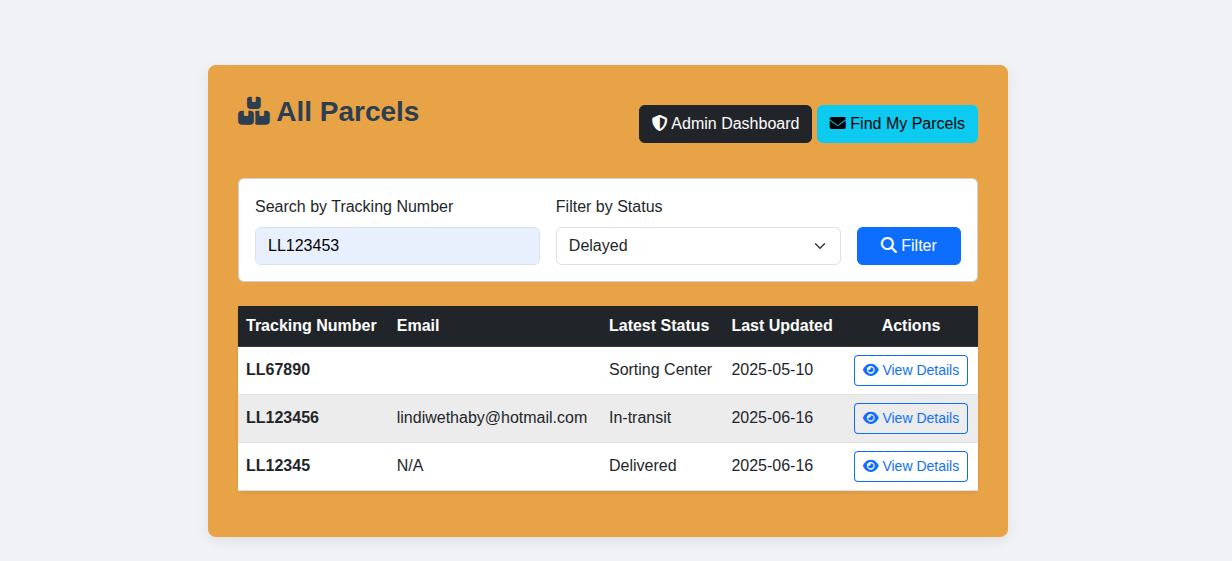 All Parcels
Admin Dashboard Find My Parcels
Search by Tracking Number Filter by Status
LL123453 Delayed Filter
Tracking Number Email Latest Status Last Updated Actions
LL67890 Sorting Center 2025-05-10 View Details
LL123456 lindiwethaby@hotmail.com In-transit 2025-06-16 View Details
LL12345 N/A Delivered 2025-06-16 View Details